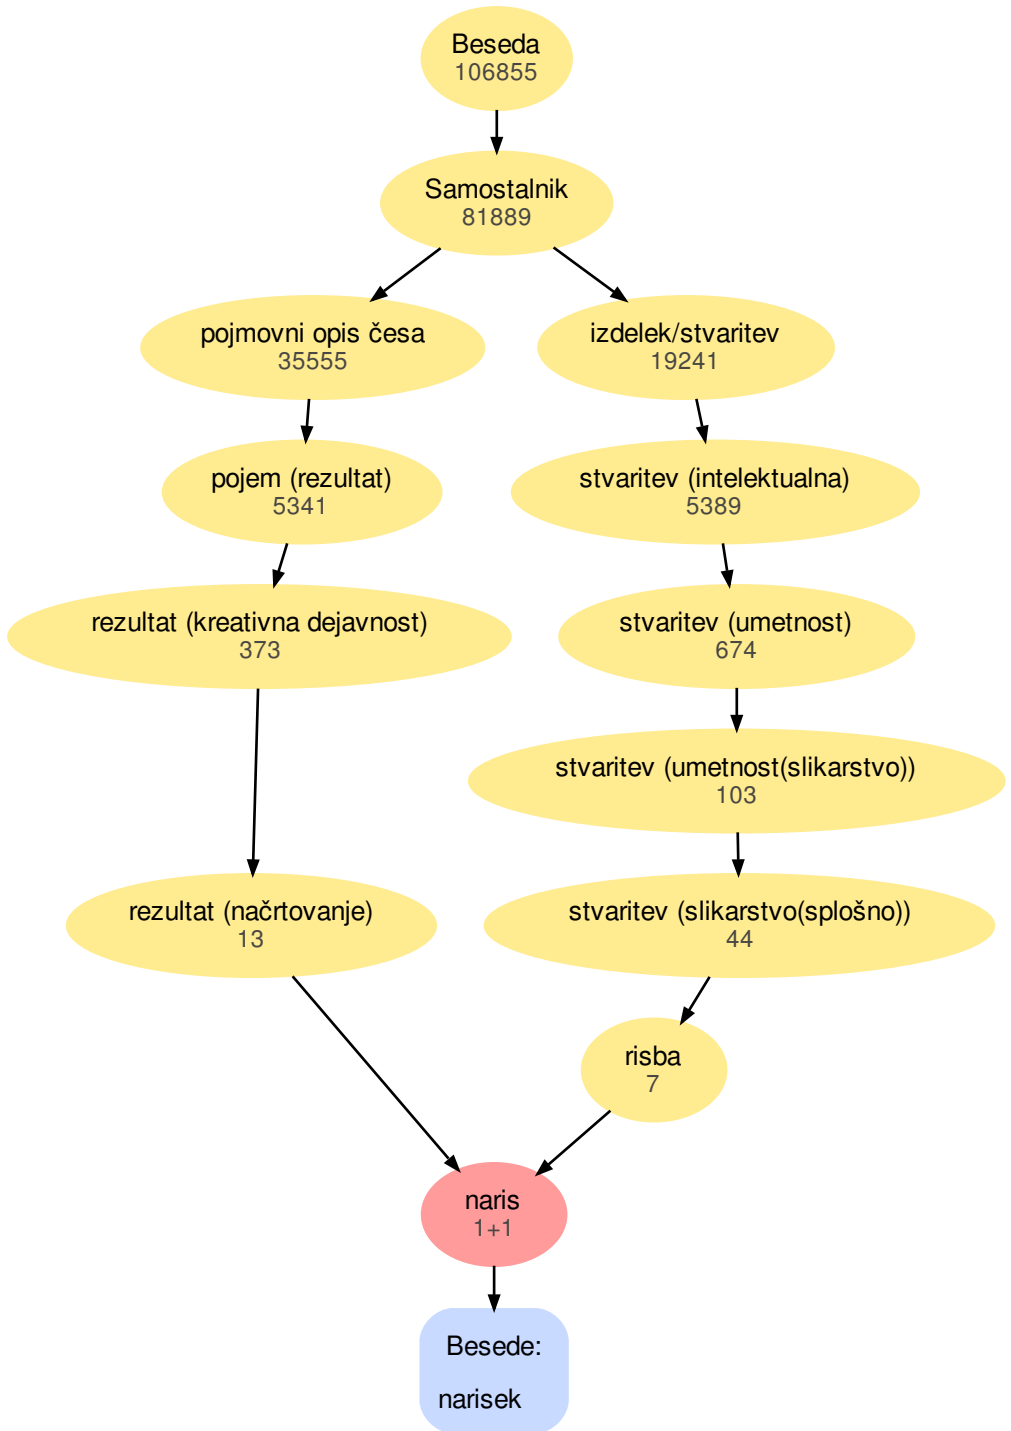 Beseda
106855
Samostalnik
81889
pojmovni opis česa
35555
izdelek/stvaritev
19241
pojem (rezultat)
5341
stvaritev (intelektualna)
5389
rezultat (kreativna dejavnost)
373
stvaritev (umetnost)
674
stvaritev (umetnost(slikarstvo))
103
rezultat (načrtovanje)
13
stvaritev (slikarstvo(splošno))
44
risba
7
naris
1+1
Besede:
narisek